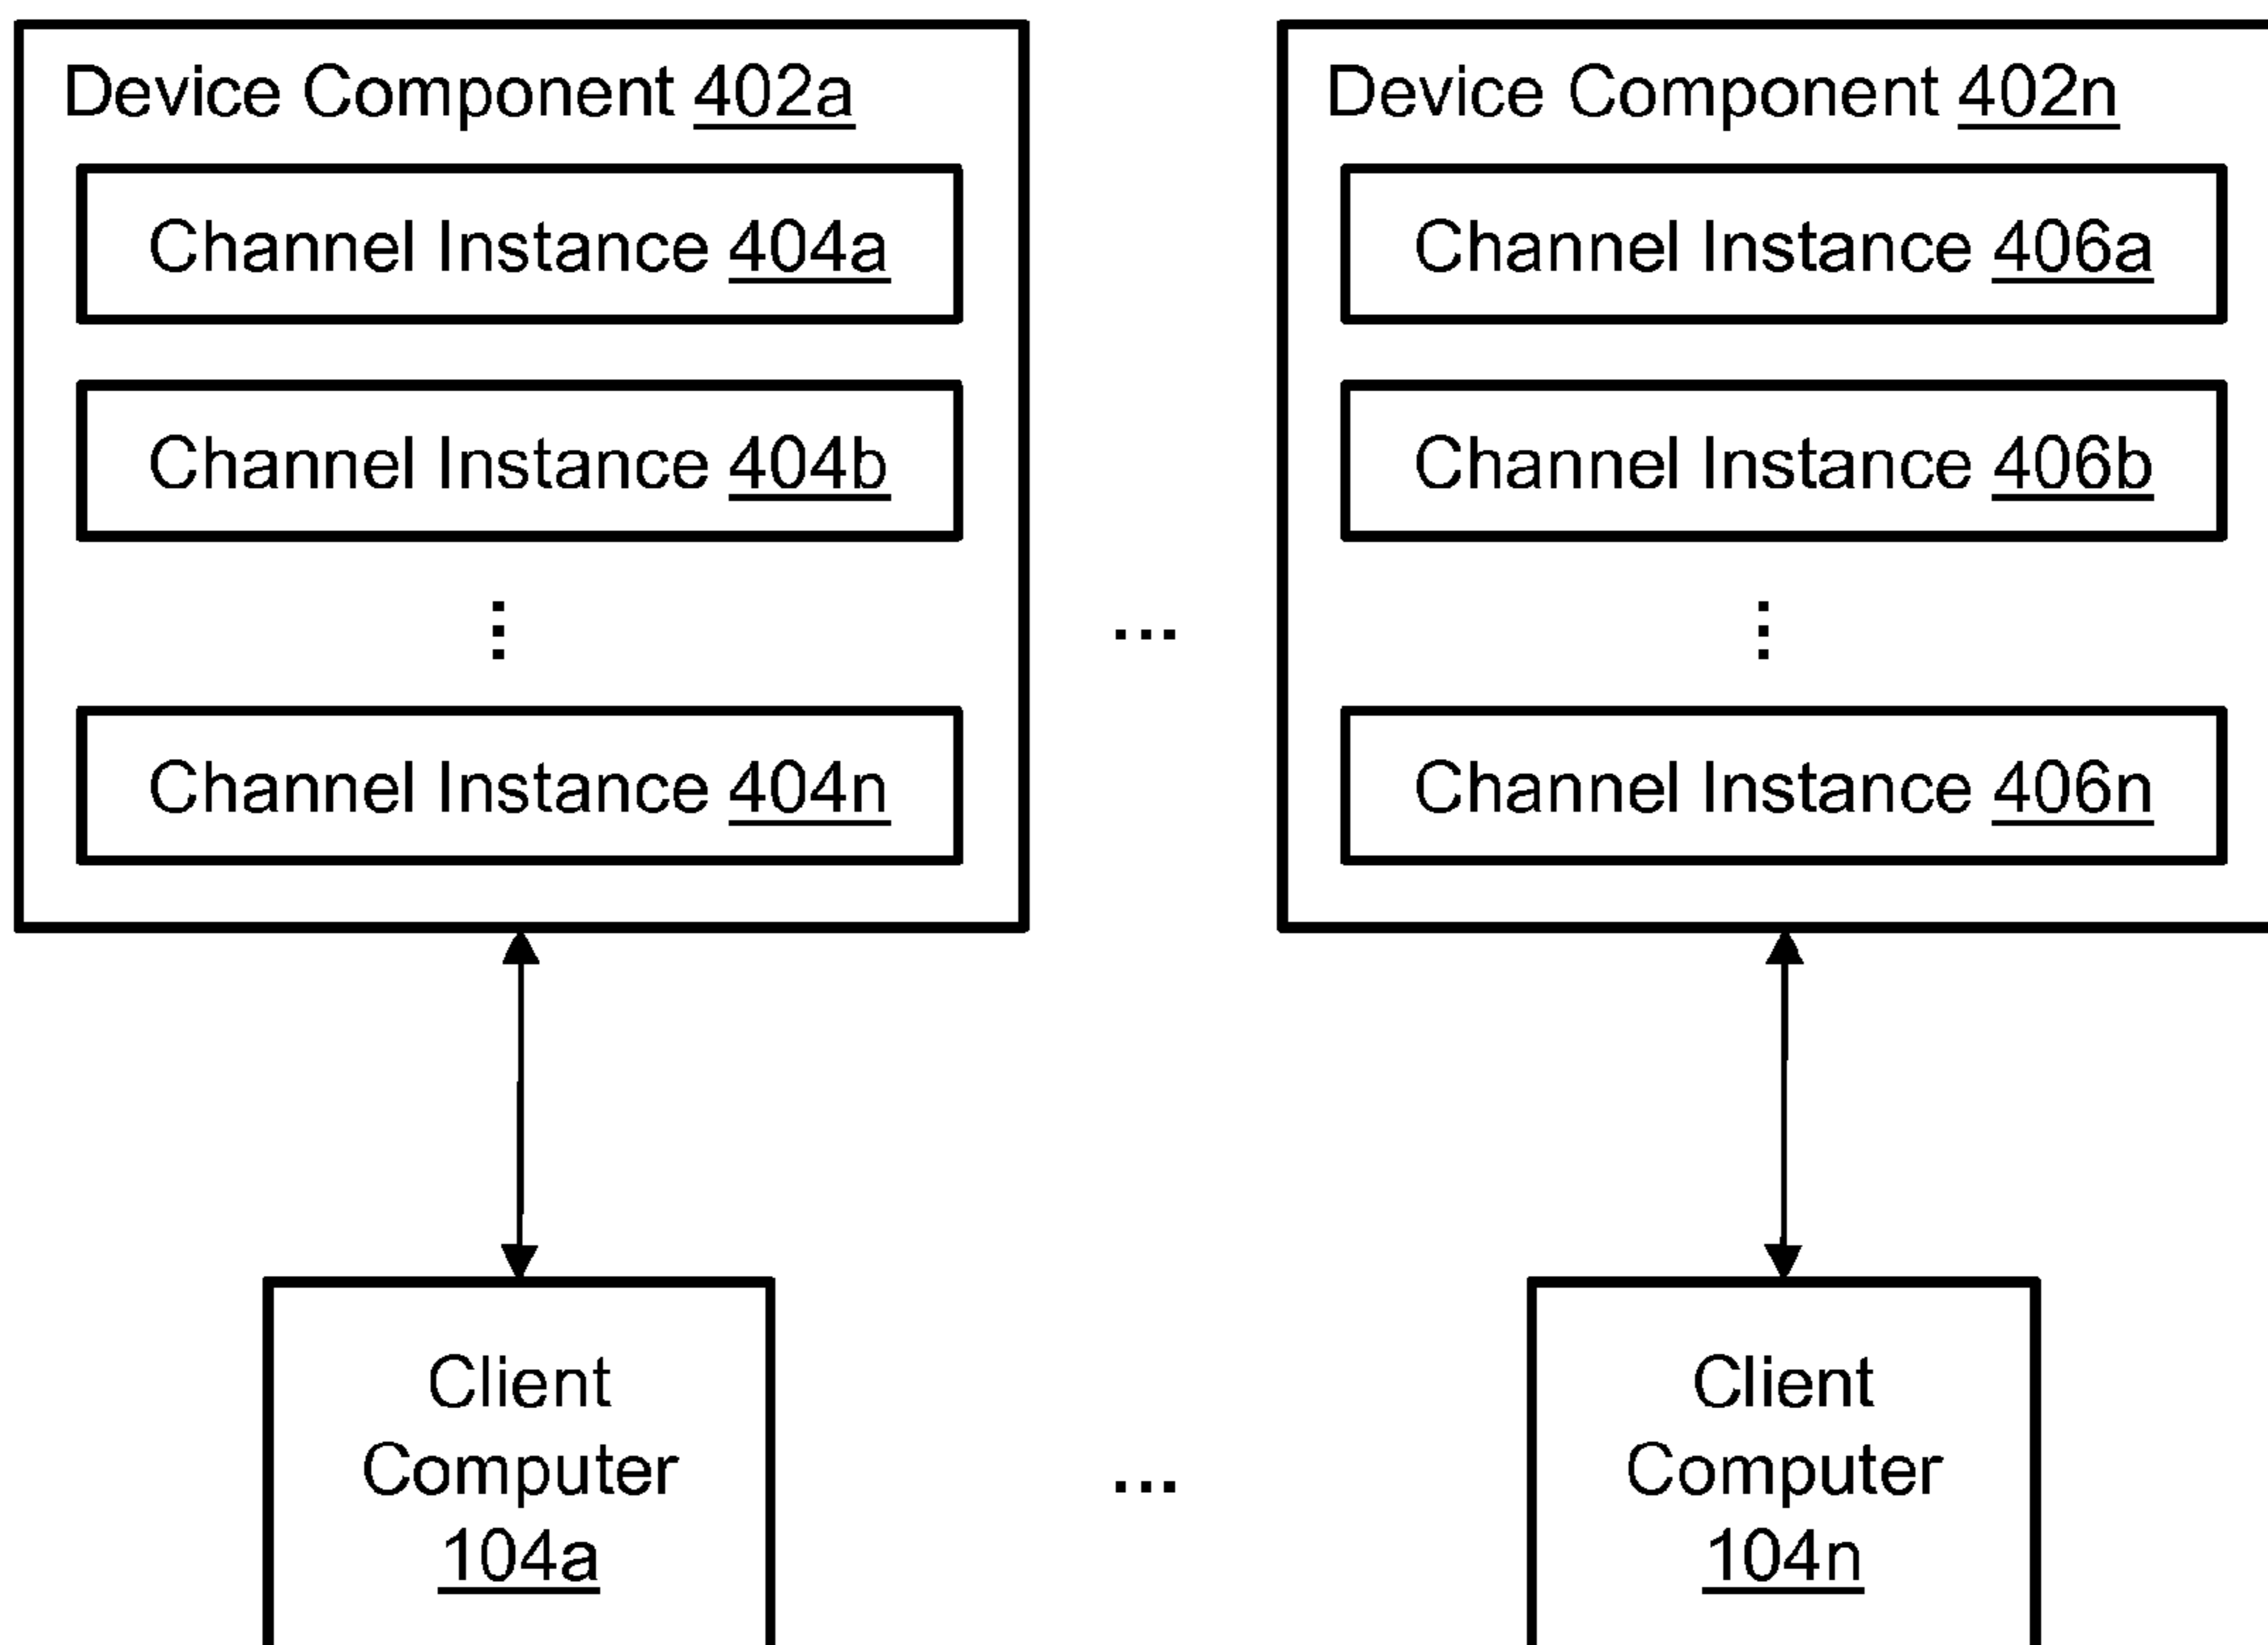 Device Component 402a
Channel Instance 404a
Channel Instance 404b
⋮
Channel Instance 404n
...
Device Component 402n
Channel Instance 406a
Channel Instance 406b
⋮
Channel Instance 406n
Client
Computer
104a
...
Client
Computer
104n